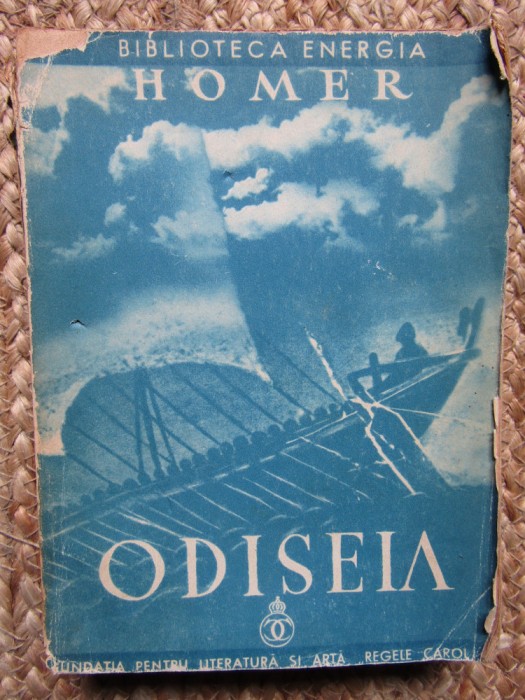 BIBLIOTECA ENERGIA
HOMER
ODISEIA
FUNDAȚIA PENTRU LITERATURĂ ȘI ARTĂ „REGELE CAROL